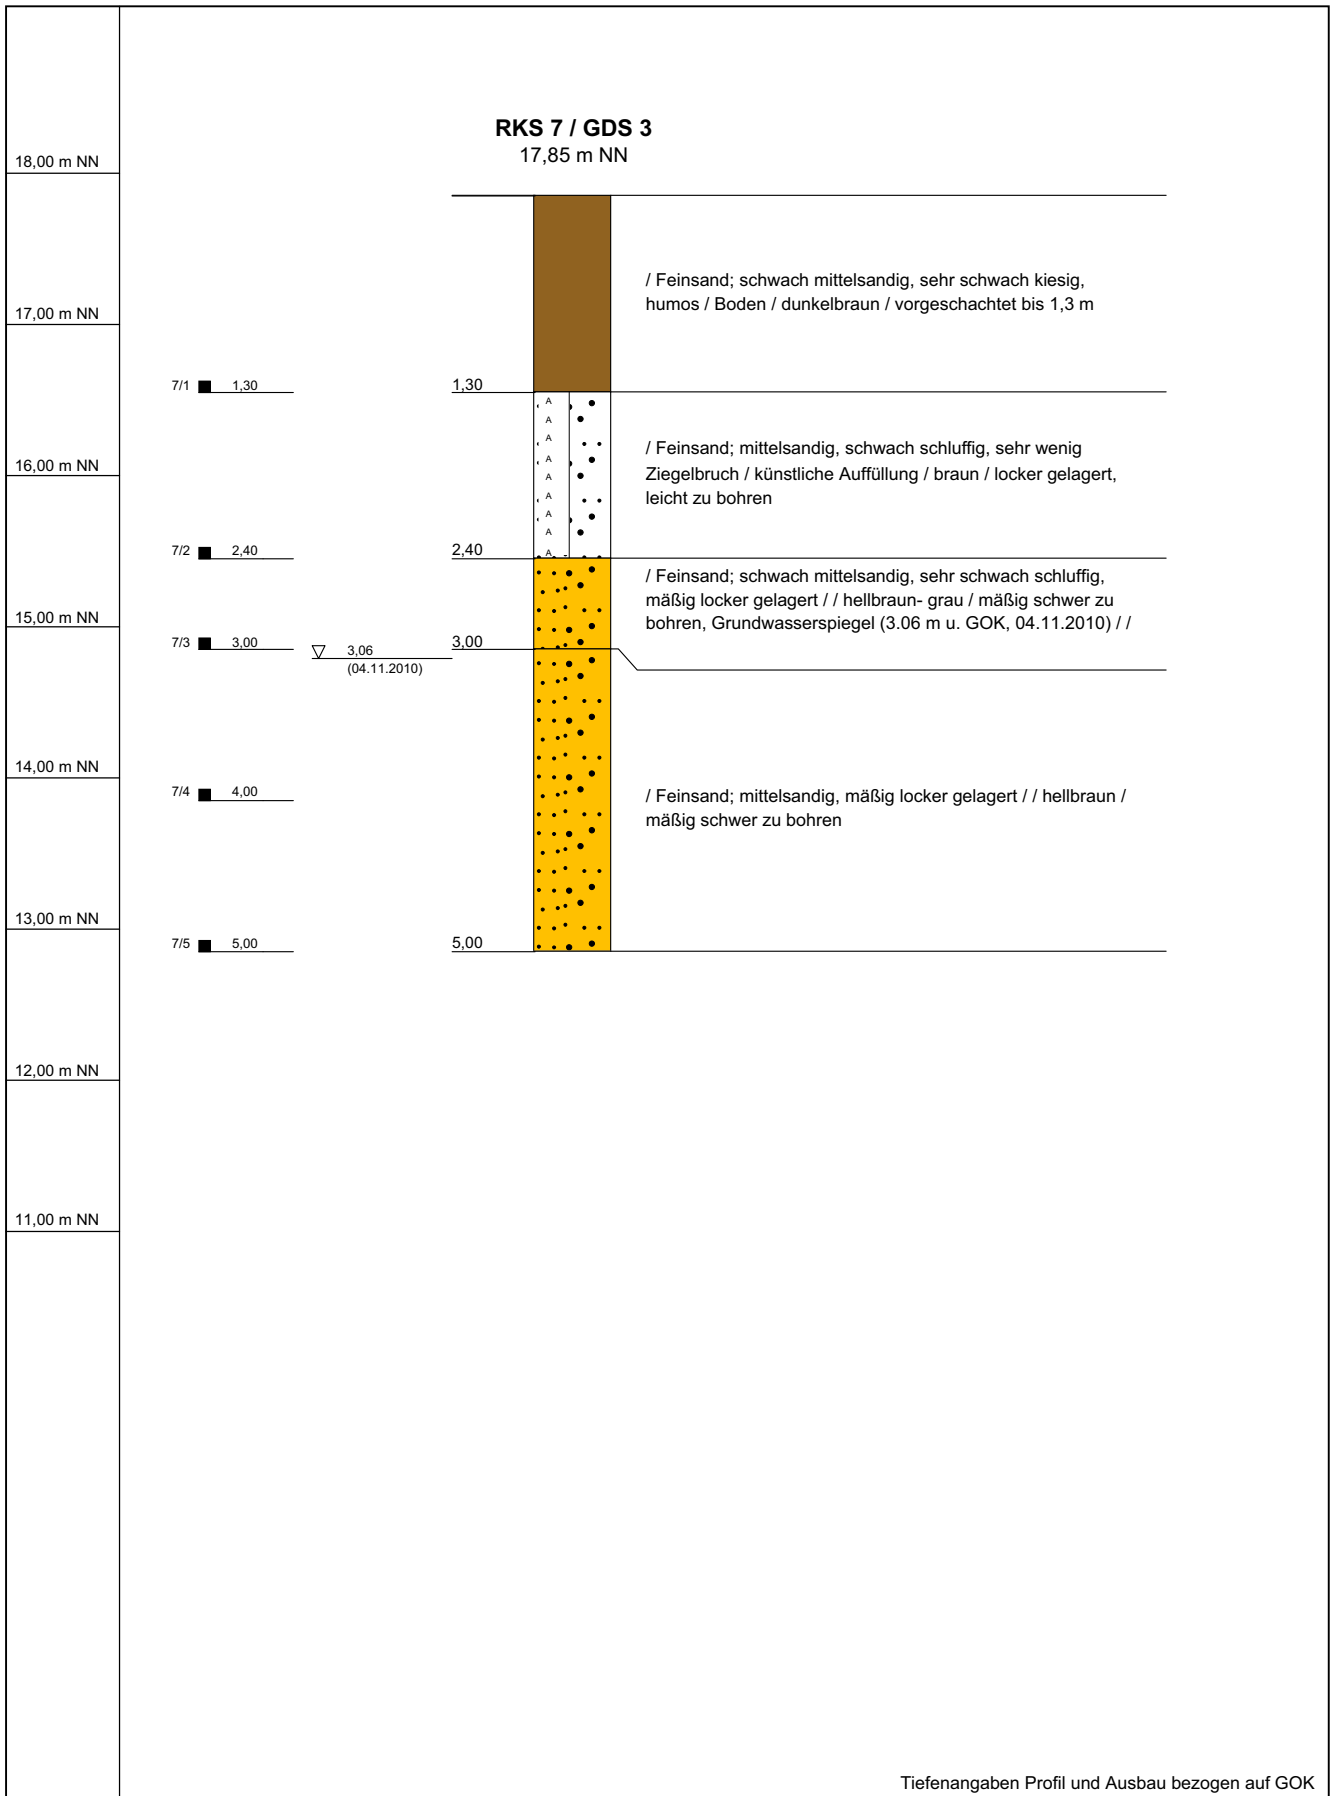 RKS 7 / GDS 3
17,85 m NN
18,00 m NN
/ Feinsand; schwach mittelsandig, sehr schwach kiesig,
humos / Boden / dunkelbraun / vorgeschachtet bis 1,3 m
17,00 m NN
7/1 1,30 1,30
A
A
A
A
A
A
A
A
A
/ Feinsand; mittelsandig, schwach schluffig, sehr wenig
Ziegelbruch / künstliche Auffüllung / braun / locker gelagert,
leicht zu bohren
16,00 m NN
7/2 2,40 2,40
/ Feinsand; schwach mittelsandig, sehr schwach schluffig,
mäßig locker gelagert / / hellbraun- grau / mäßig schwer zu
bohren, Grundwasserspiegel (3.06 m u. GOK, 04.11.2010) / /
15,00 m NN
7/3 3,00 3,00
3,06
(04.11.2010)
14,00 m NN
7/4 4,00
/ Feinsand; mittelsandig, mäßig locker gelagert / / hellbraun /
mäßig schwer zu bohren
13,00 m NN
7/5 5,00 5,00
12,00 m NN
11,00 m NN
Tiefenangaben Profil und Ausbau bezogen auf GOK